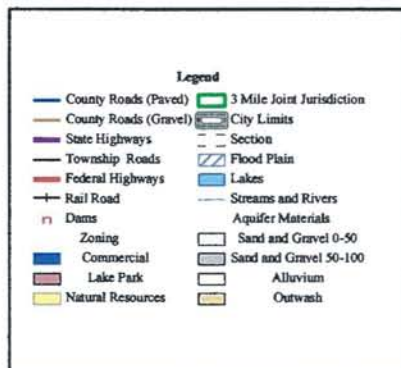 Legend
County Roads (Paved)
County Roads (Gravel)
State Highways
Township Roads
Federal Highways
Rail Road
Dams
Zoning
Commercial
Lake Park
Natural Resources
3 Mile Joint Jurisdiction
City Limits
Section
Flood Plain
Lakes
Streams and Rivers
Aquifer Materials
Sand and Gravel 0-50
Sand and Gravel 50-100
Alluvium
Outwash